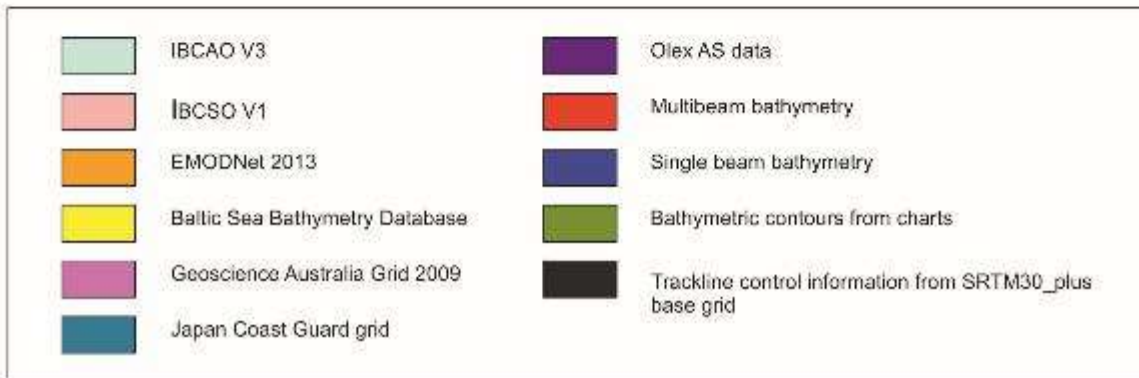 IBCAO V3
IBCSO V1
EMODNet 2013
Baltic Sea Bathymetry Database
Geoscience Australia Grid 2009
Japan Coast Guard grid
Olex AS data
Multibeam bathymetry
Single beam bathymetry
Bathymetric contours from charts
Trackline control information from SRTM30_plus
base grid